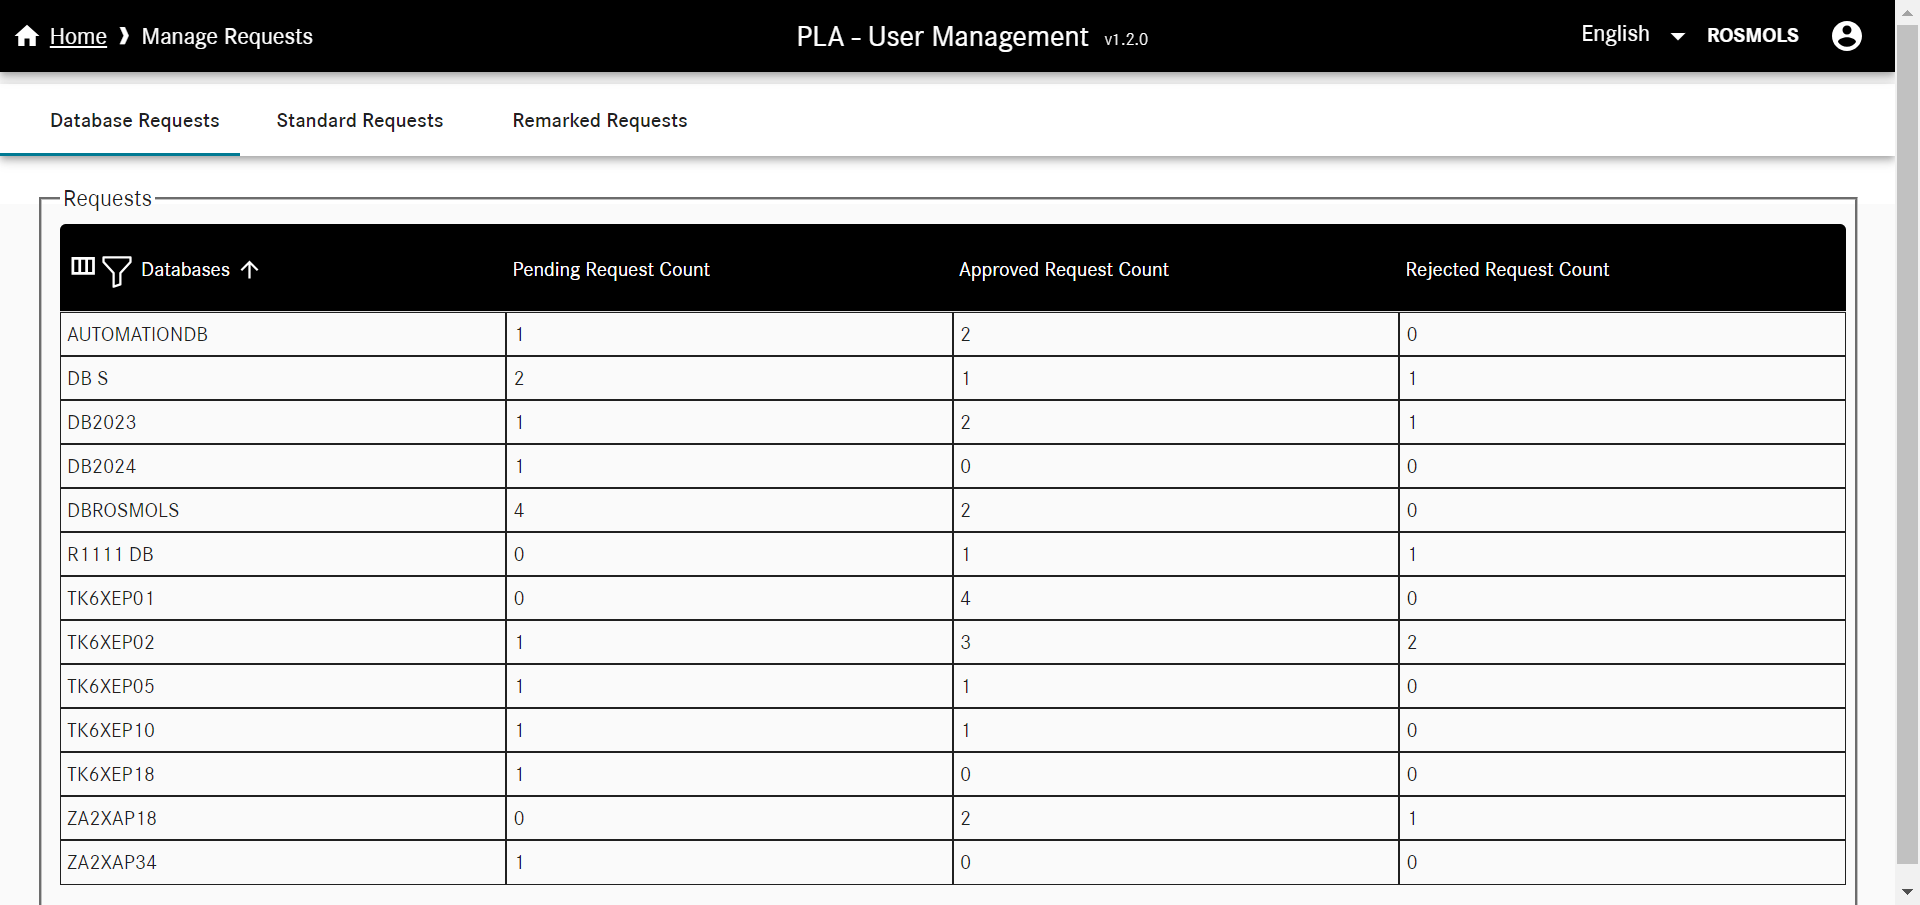 Home ❱ Manage Requests
PLA - User Management v1.2.0
English
ROSMOLS
Database Requests
Standard Requests
Remarked Requests
Requests
Databases Pending Request Count Approved Request Count Rejected Request Count
AUTOMATIONDB 1 2 0
DB S 2 1 1
DB2023 1 2 1
DB2024 1 0 0
DBROSMOLS 4 2 0
R1111 DB 0 1 1
TK6XEP01 0 4 0
TK6XEP02 1 3 2
TK6XEP05 1 1 0
TK6XEP10 1 1 0
TK6XEP18 1 0 0
ZA2XAP18 0 2 1
ZA2XAP34 1 0 0